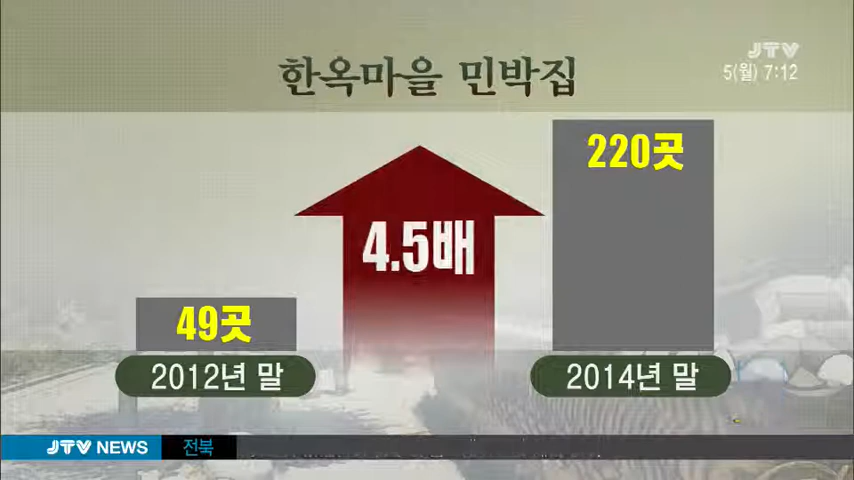 한옥마을 민박집
JTV
5(월) 7:12
220곳
4.5배
49곳
2012년 말
2014년 말
JTV NEWS
전북